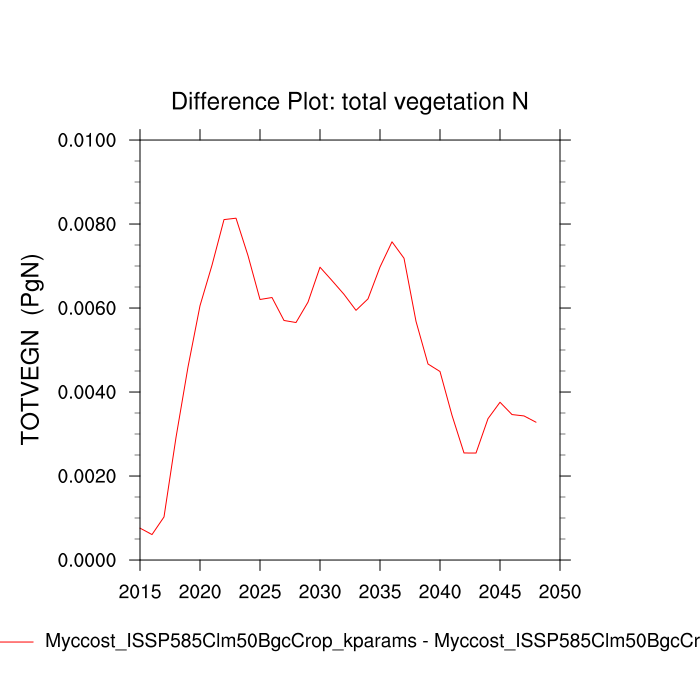 Difference Plot: total vegetation N
TOTVEGN (PgN)
0.0100
0.0080
0.0060
0.0040
0.0020
0.0000
2015 2020 2025 2030 2035 2040 2045 2050
Myccost_ISSP585Clm50BgcCrop_kparams - Myccost_ISSP585Clm50BgcCr